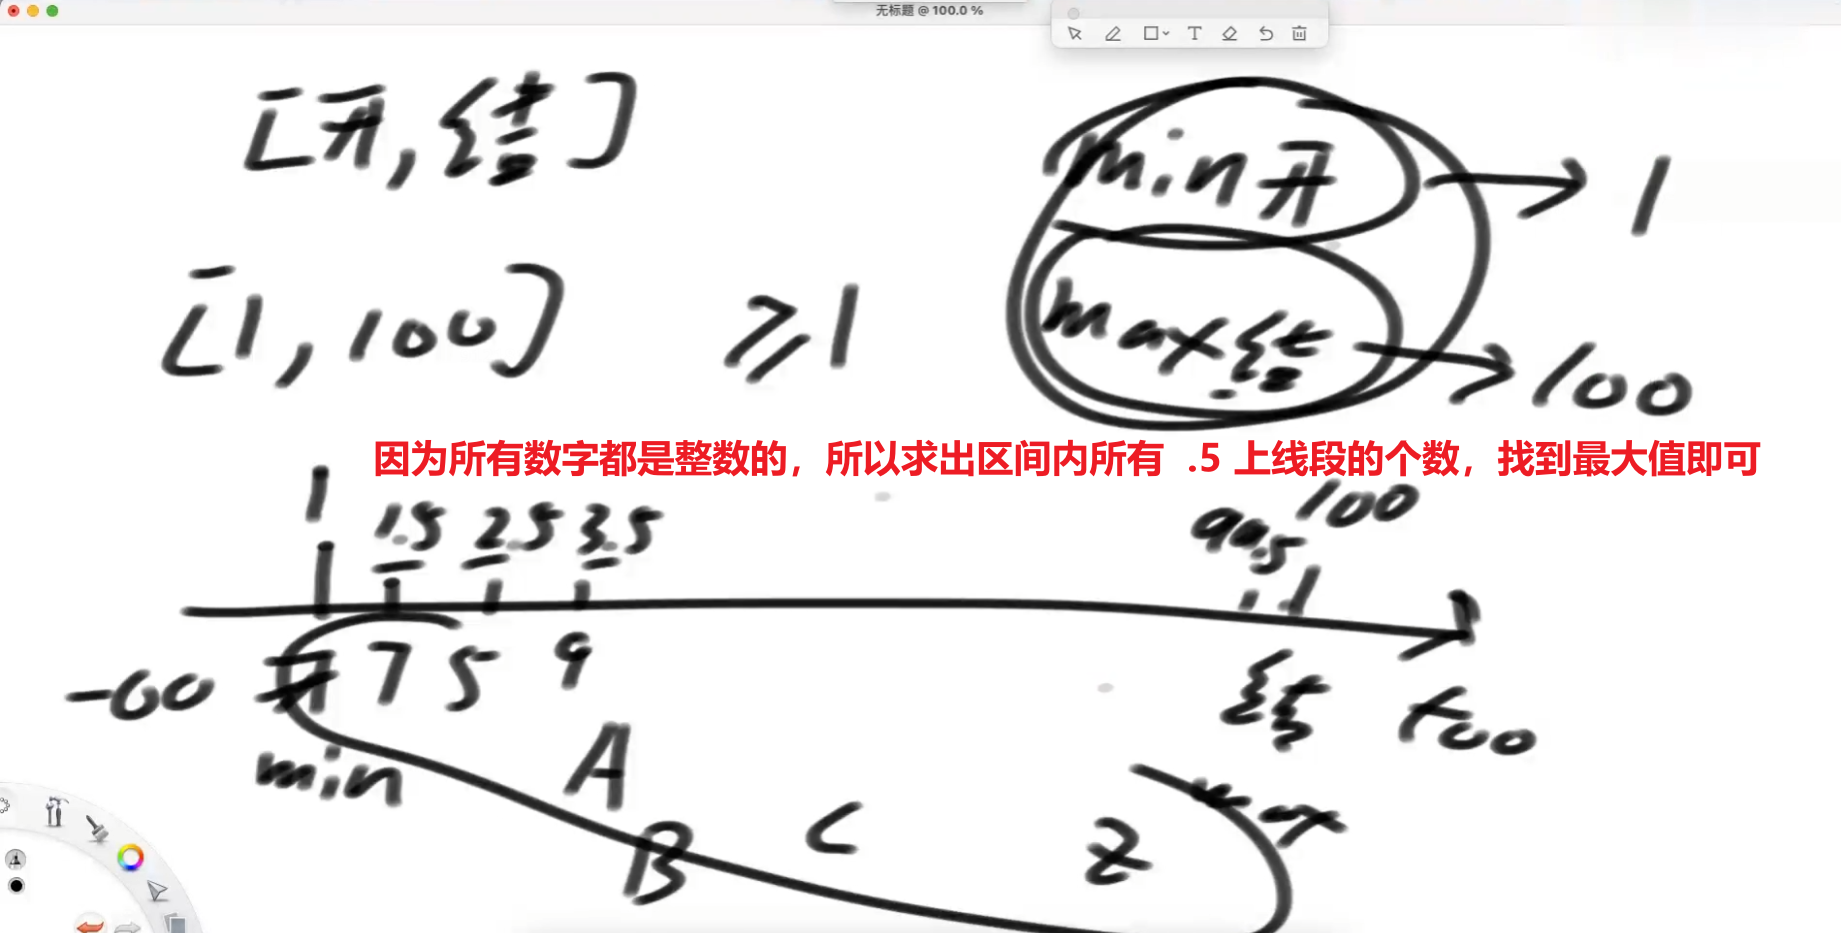 无标题 @ 100.0 %
[开, 结]
min开 → 1
[1, 100]
≥1
max结 → 100
因为所有数字都是整数的，所以求出区间内所有 .5 上线段的个数，找到最大值即可
1 1.5 2.5 3.5 99.5 100
-∞ 开 7 5 9 结 +∞
min A max
B C Z